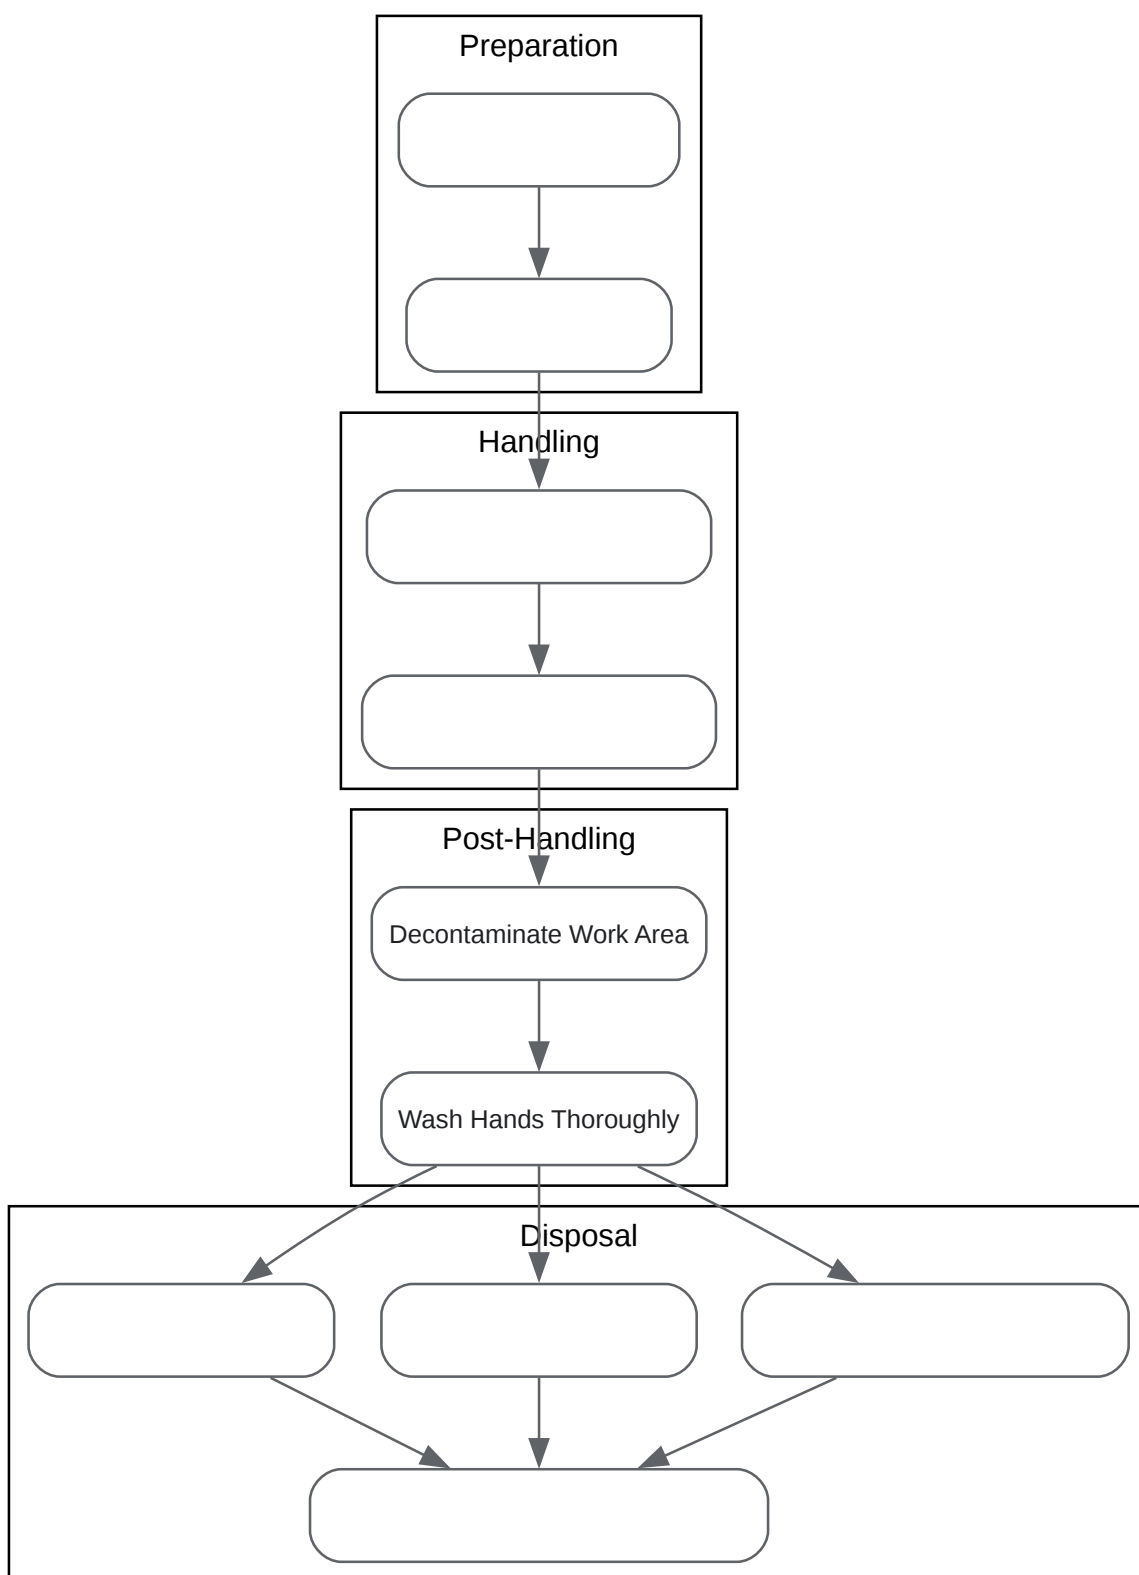 Preparation
Handling
Post-Handling
Decontaminate Work Area
Wash Hands Thoroughly
Disposal